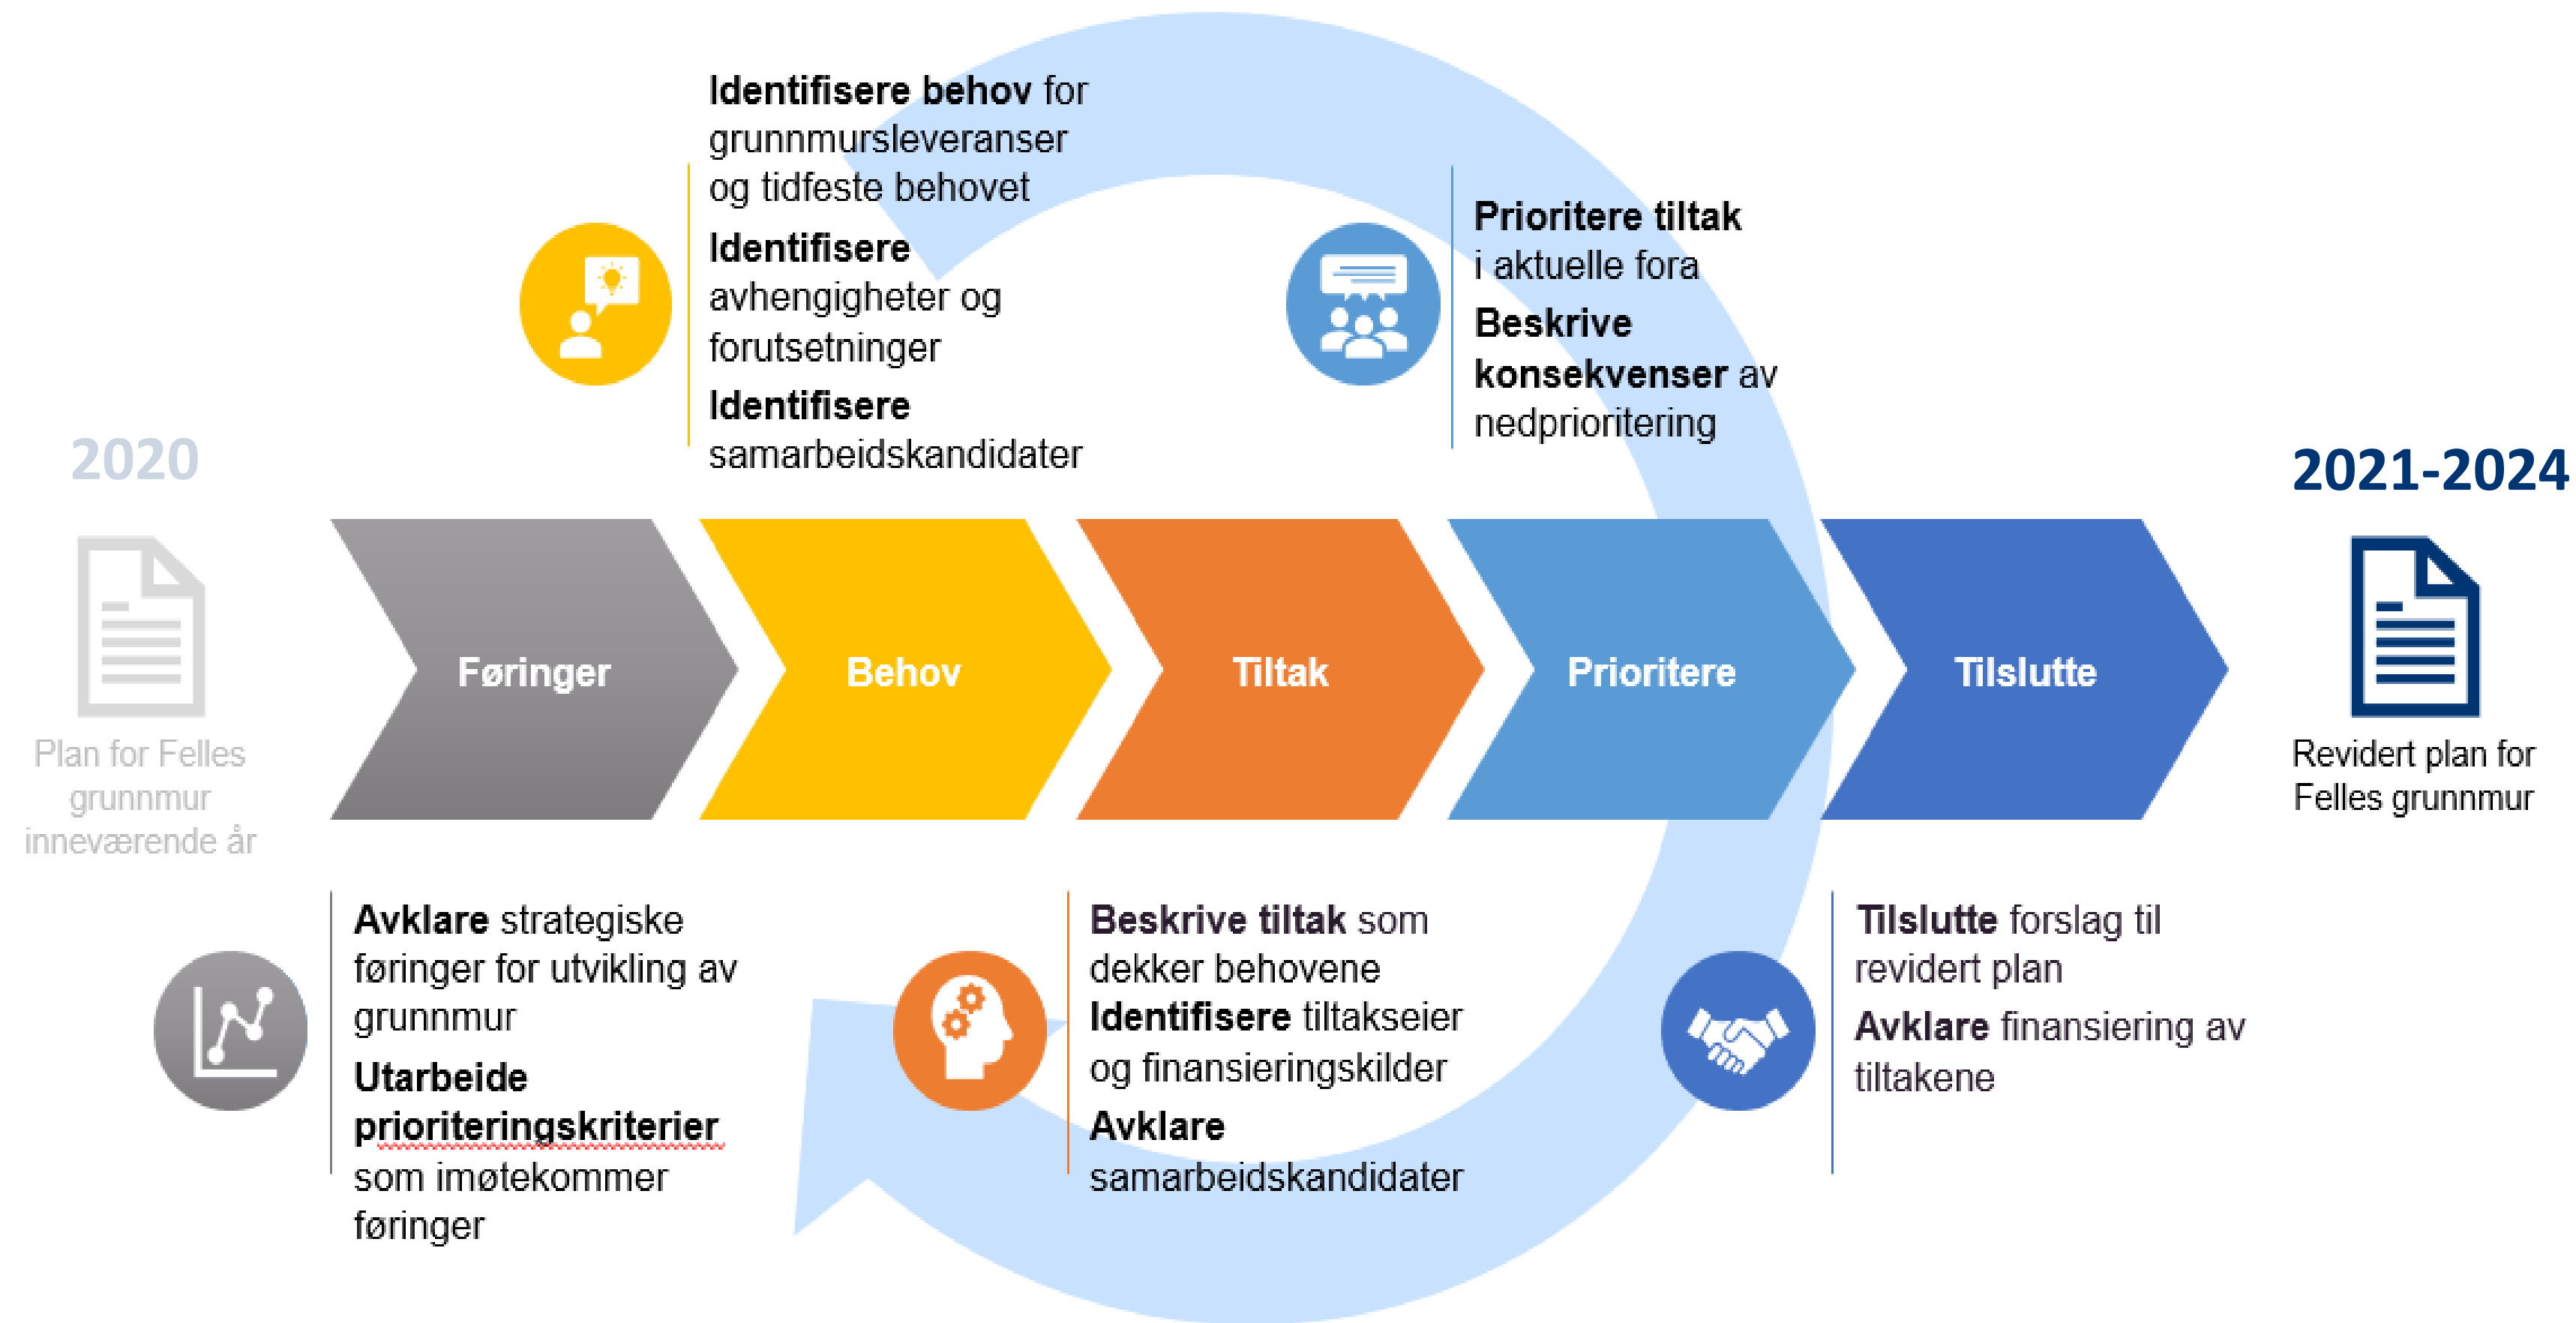 2020
Plan for Felles
grunnmur
inneværende år
Identifisere behov for
grunnmursleveranser
og tidfeste behovet
Identifisere
avhengigheter og
forutsetninger
Identifisere
samarbeidskandidater
Prioritere tiltak
i aktuelle fora
Beskrive
konsekvenser av
nedprioritering
2021-2024
Revidert plan for
Felles grunnmur
Føringer
Behov
Tiltak
Prioritere
Tilslutte
Avklare strategiske
føringer for utvikling av
grunnmur
Utarbeide
prioriteringskriterier
som imøtekommer
føringer
Beskrive tiltak som
dekker behovene
Identifisere tiltakseier
og finansieringskilder
Avklare
samarbeidskandidater
Tilslutte forslag til
revidert plan
Avklare finansiering av
tiltakene